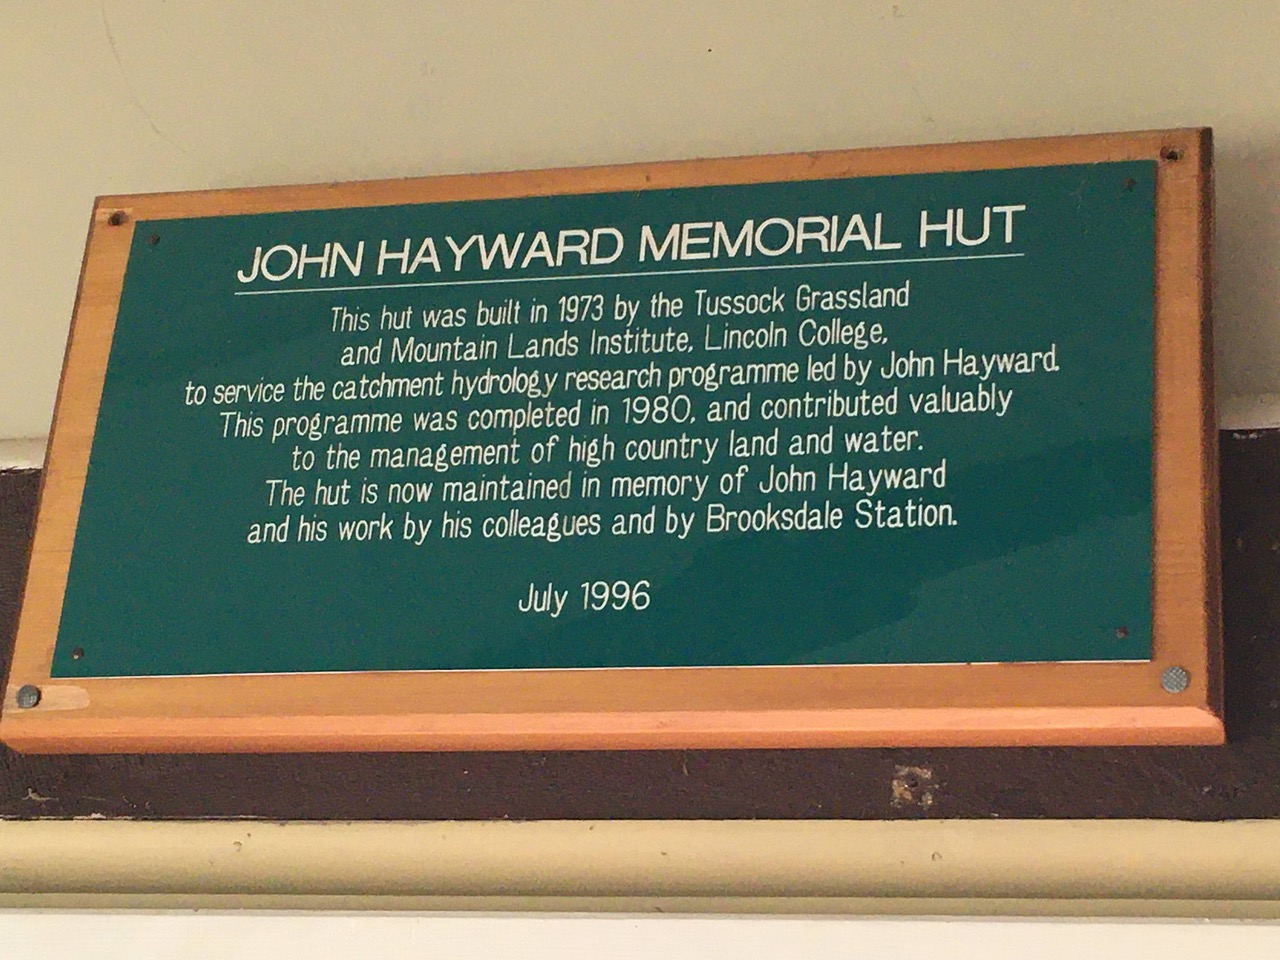 JOHN HAYWARD MEMORIAL HUT
This hut was built in 1973 by the Tussock Grassland
and Mountain Lands Institute, Lincoln College,
to service the catchment hydrology research programme led by John Hayward.
This programme was completed in 1980, and contributed valuably
to the management of high country land and water.
The hut is now maintained in memory of John Hayward
and his work by his colleagues and by Brooksdale Station.
July 1996